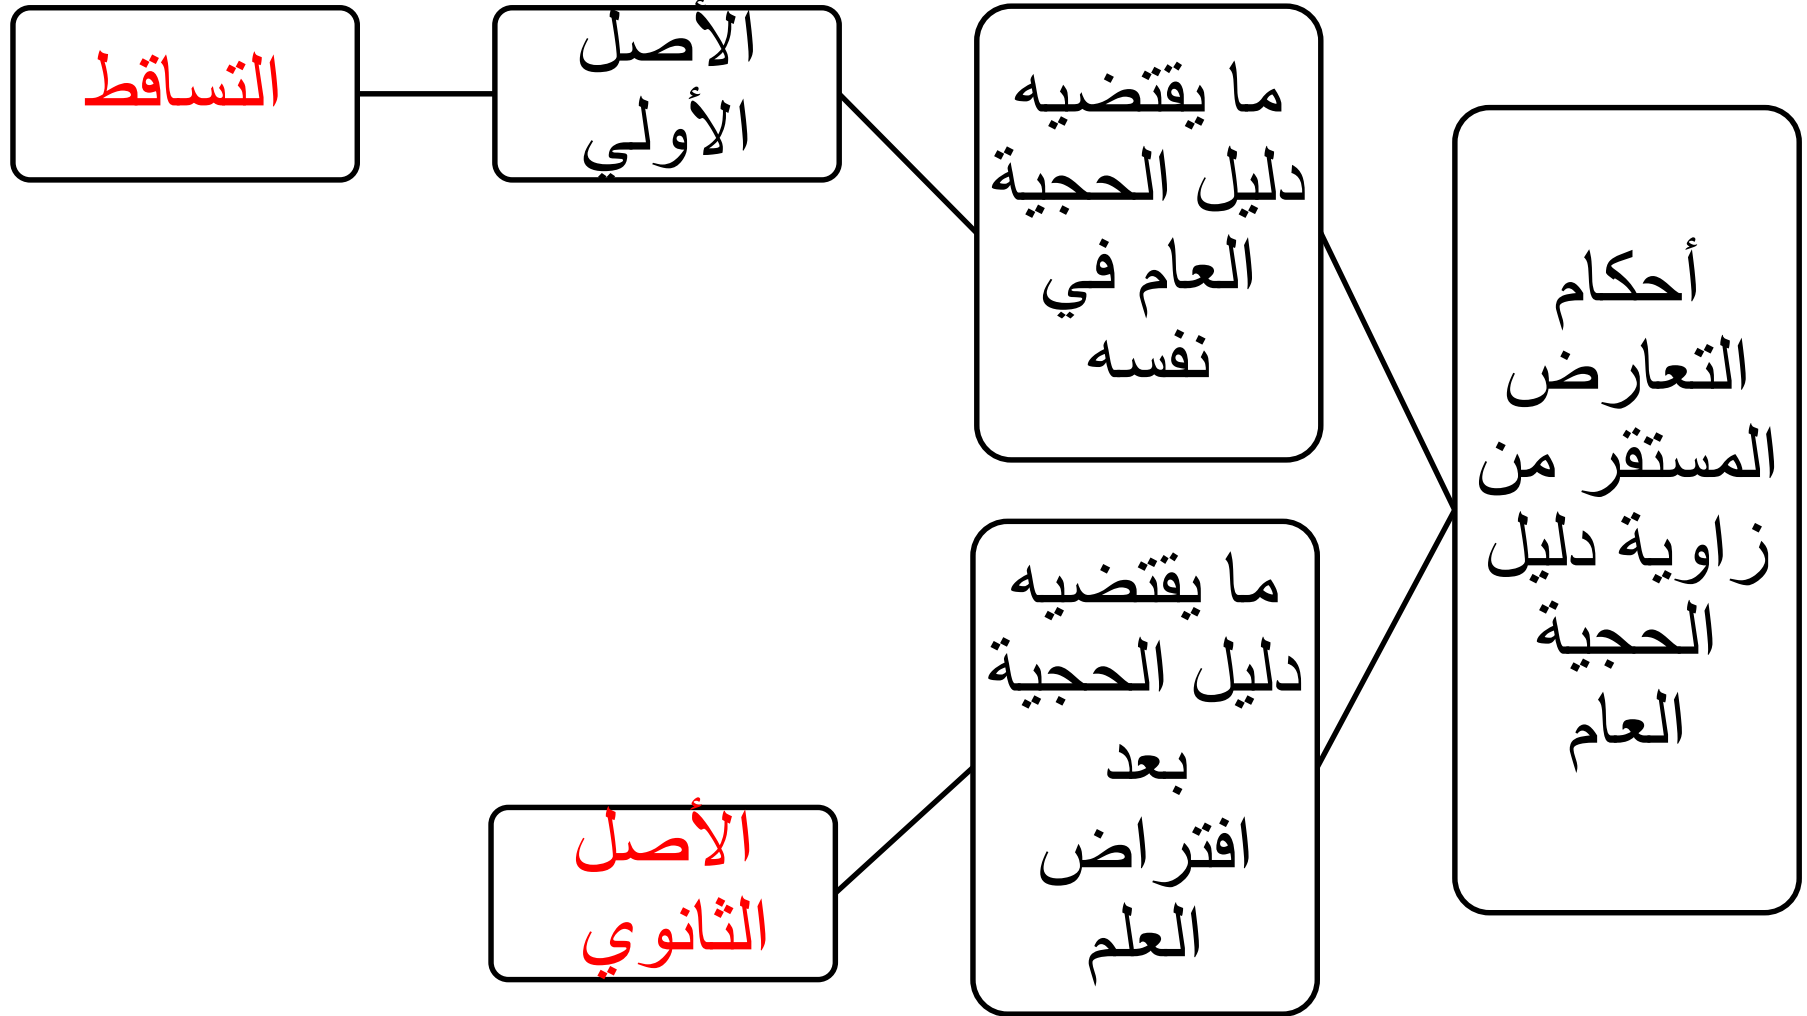 أحكام
التعارض
المستقر من
زاوية دليل
الحجية
العام
ما يقتضيه
دليل الحجية
العام في
نفسه
الأصل
الأولي
التساقط
ما يقتضيه
دليل الحجية
بعد
افتراض
العلم
الأصل
الثانوي